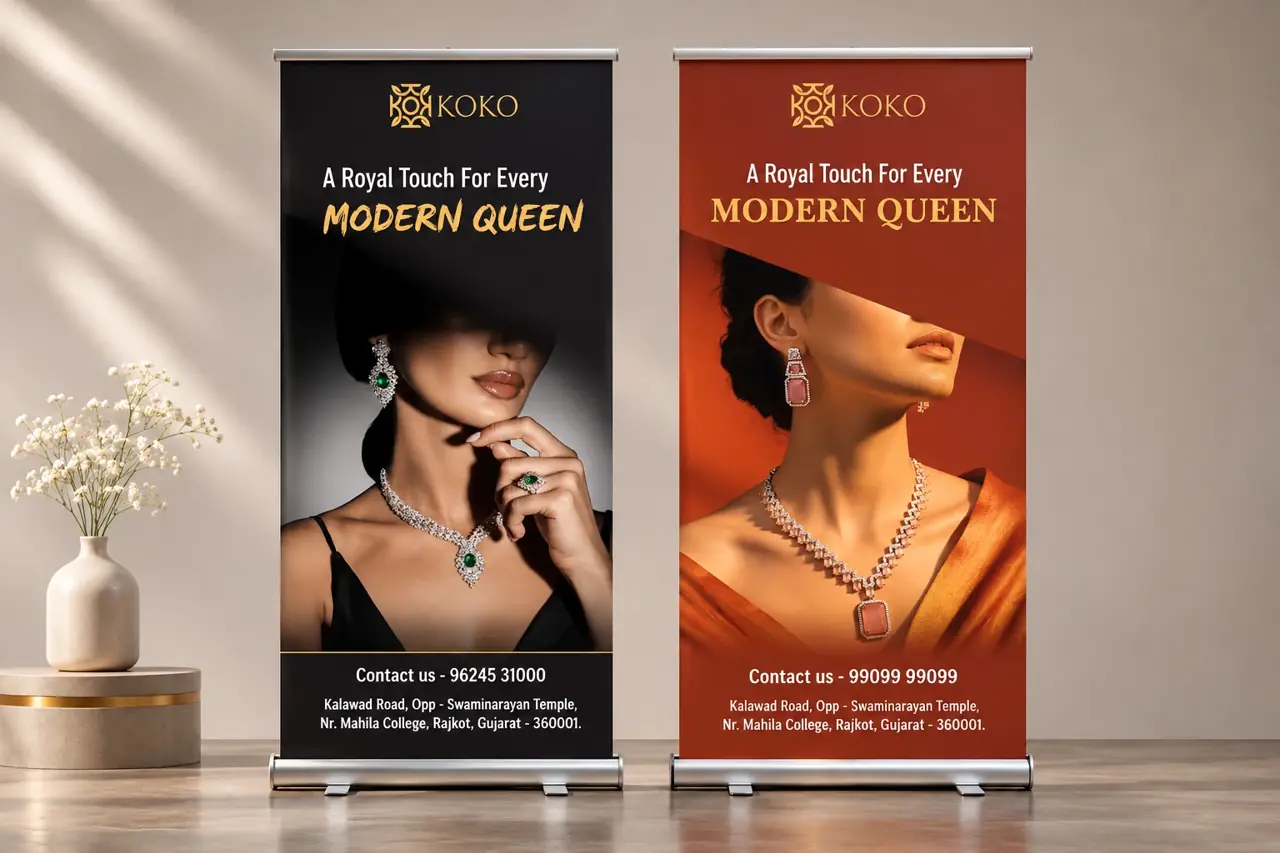 KOKO
A Royal Touch For Every
MODERN QUEEN
Contact us - 96245 31000
Kalawad Road, Opp - Swaminarayan Temple,
Nr. Mahila College, Rajkot, Gujarat - 360001.
KOKO
A Royal Touch For Every
MODERN QUEEN
Contact us - 99099 99099
Kalawad Road, Opp - Swaminarayan Temple,
Nr. Mahila College, Rajkot, Gujarat - 360001.